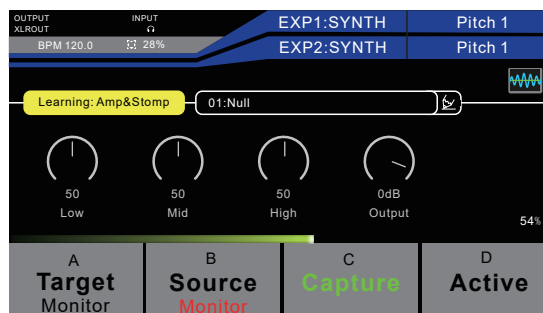 OUTPUT INPUT EXP1:SYNTH Pitch 1
XLROUT
BPM 120.0 28% EXP2:SYNTH Pitch 1
Learning: Amp&Stomp 01:Null
50 50 50 0dB
Low Mid High Output
54%
A B C D
Target Source Capture Active
Monitor Monitor